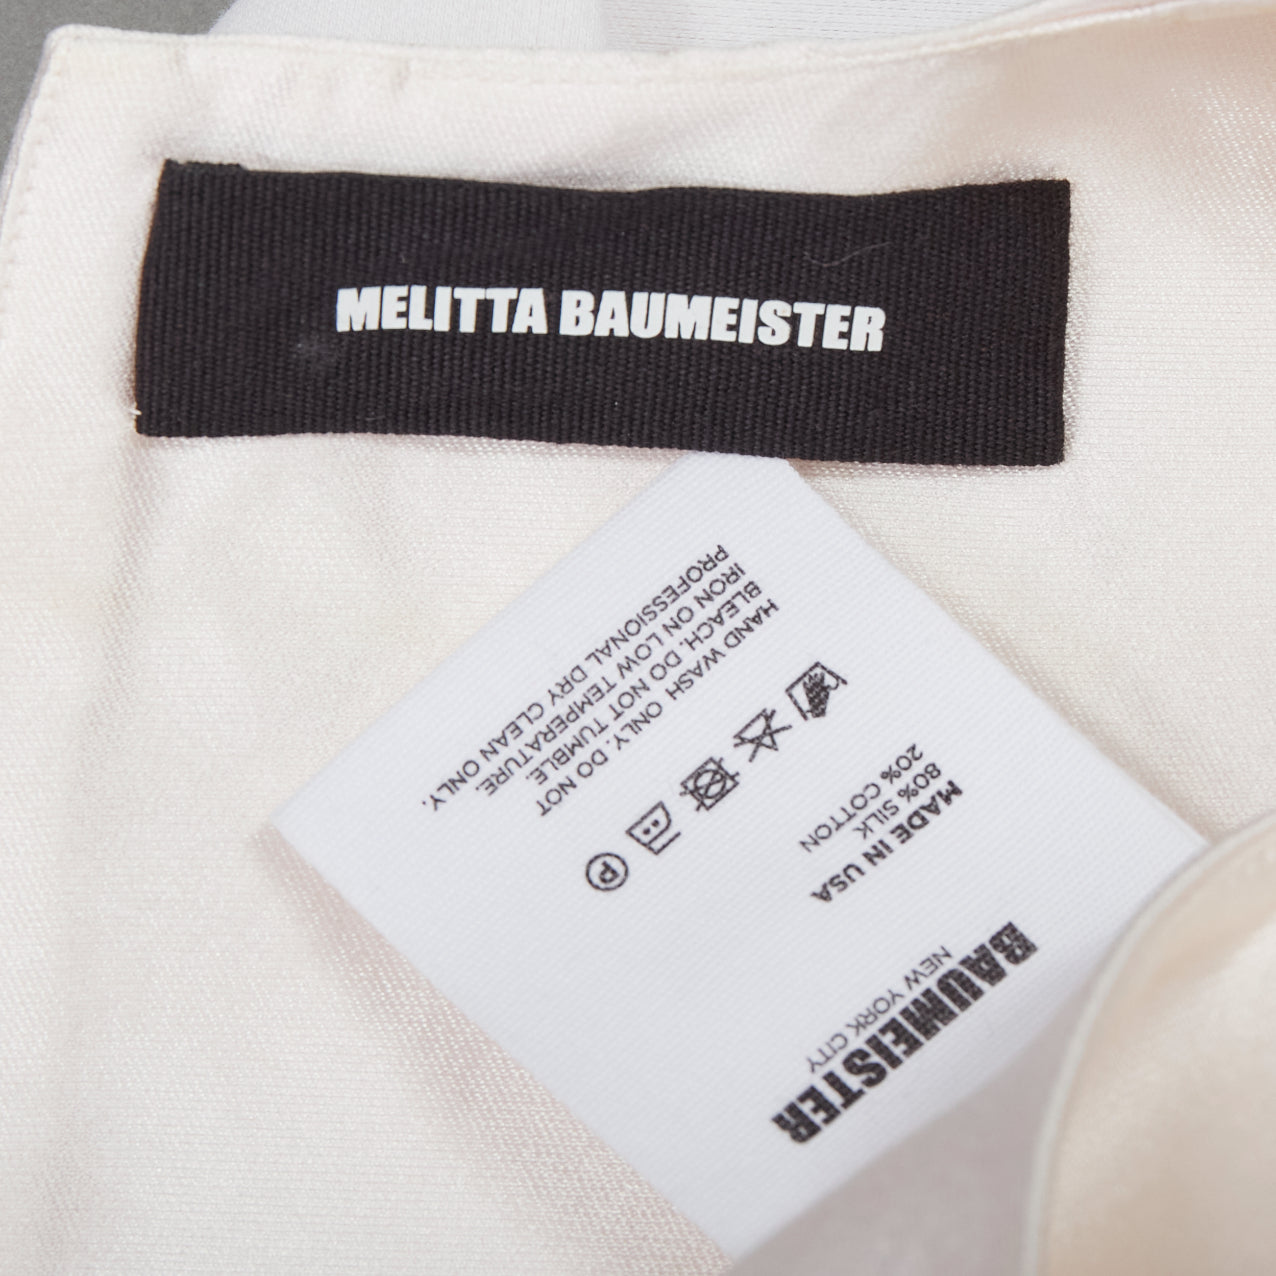 MELITTA BAUMEISTER
BAUMEISTER
NEW YORK CITY
MADE IN USA
80% SILK
20% COTTON
P
HAND WASH ONLY. DO NOT
BLEACH. DO NOT TUMBLE.
IRON ON LOW TEMPERATURE.
PROFESSIONAL DRY CLEAN ONLY.